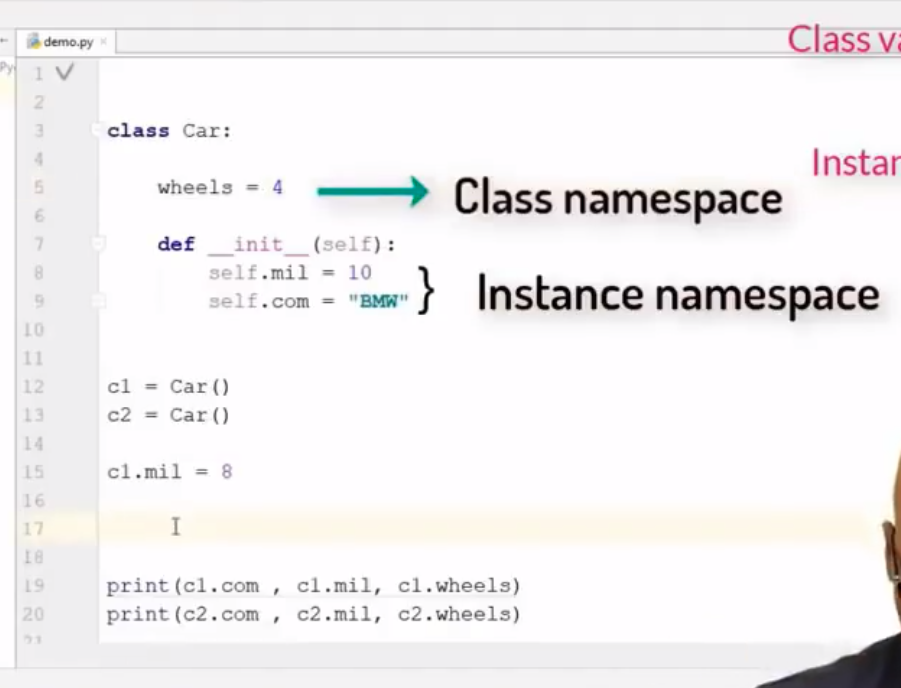 demo.py
Class va
Py
1
2
3 class Car:
4
Instan
5 wheels = 4
Class namespace
6
7 def __init__(self):
8 self.mil = 10
9 self.com = "BMW"
} Instance namespace
10
11
12 c1 = Car()
13 c2 = Car()
14
15 c1.mil = 8
16
17
18
19 print(c1.com , c1.mil, c1.wheels)
20 print(c2.com , c2.mil, c2.wheels)
21